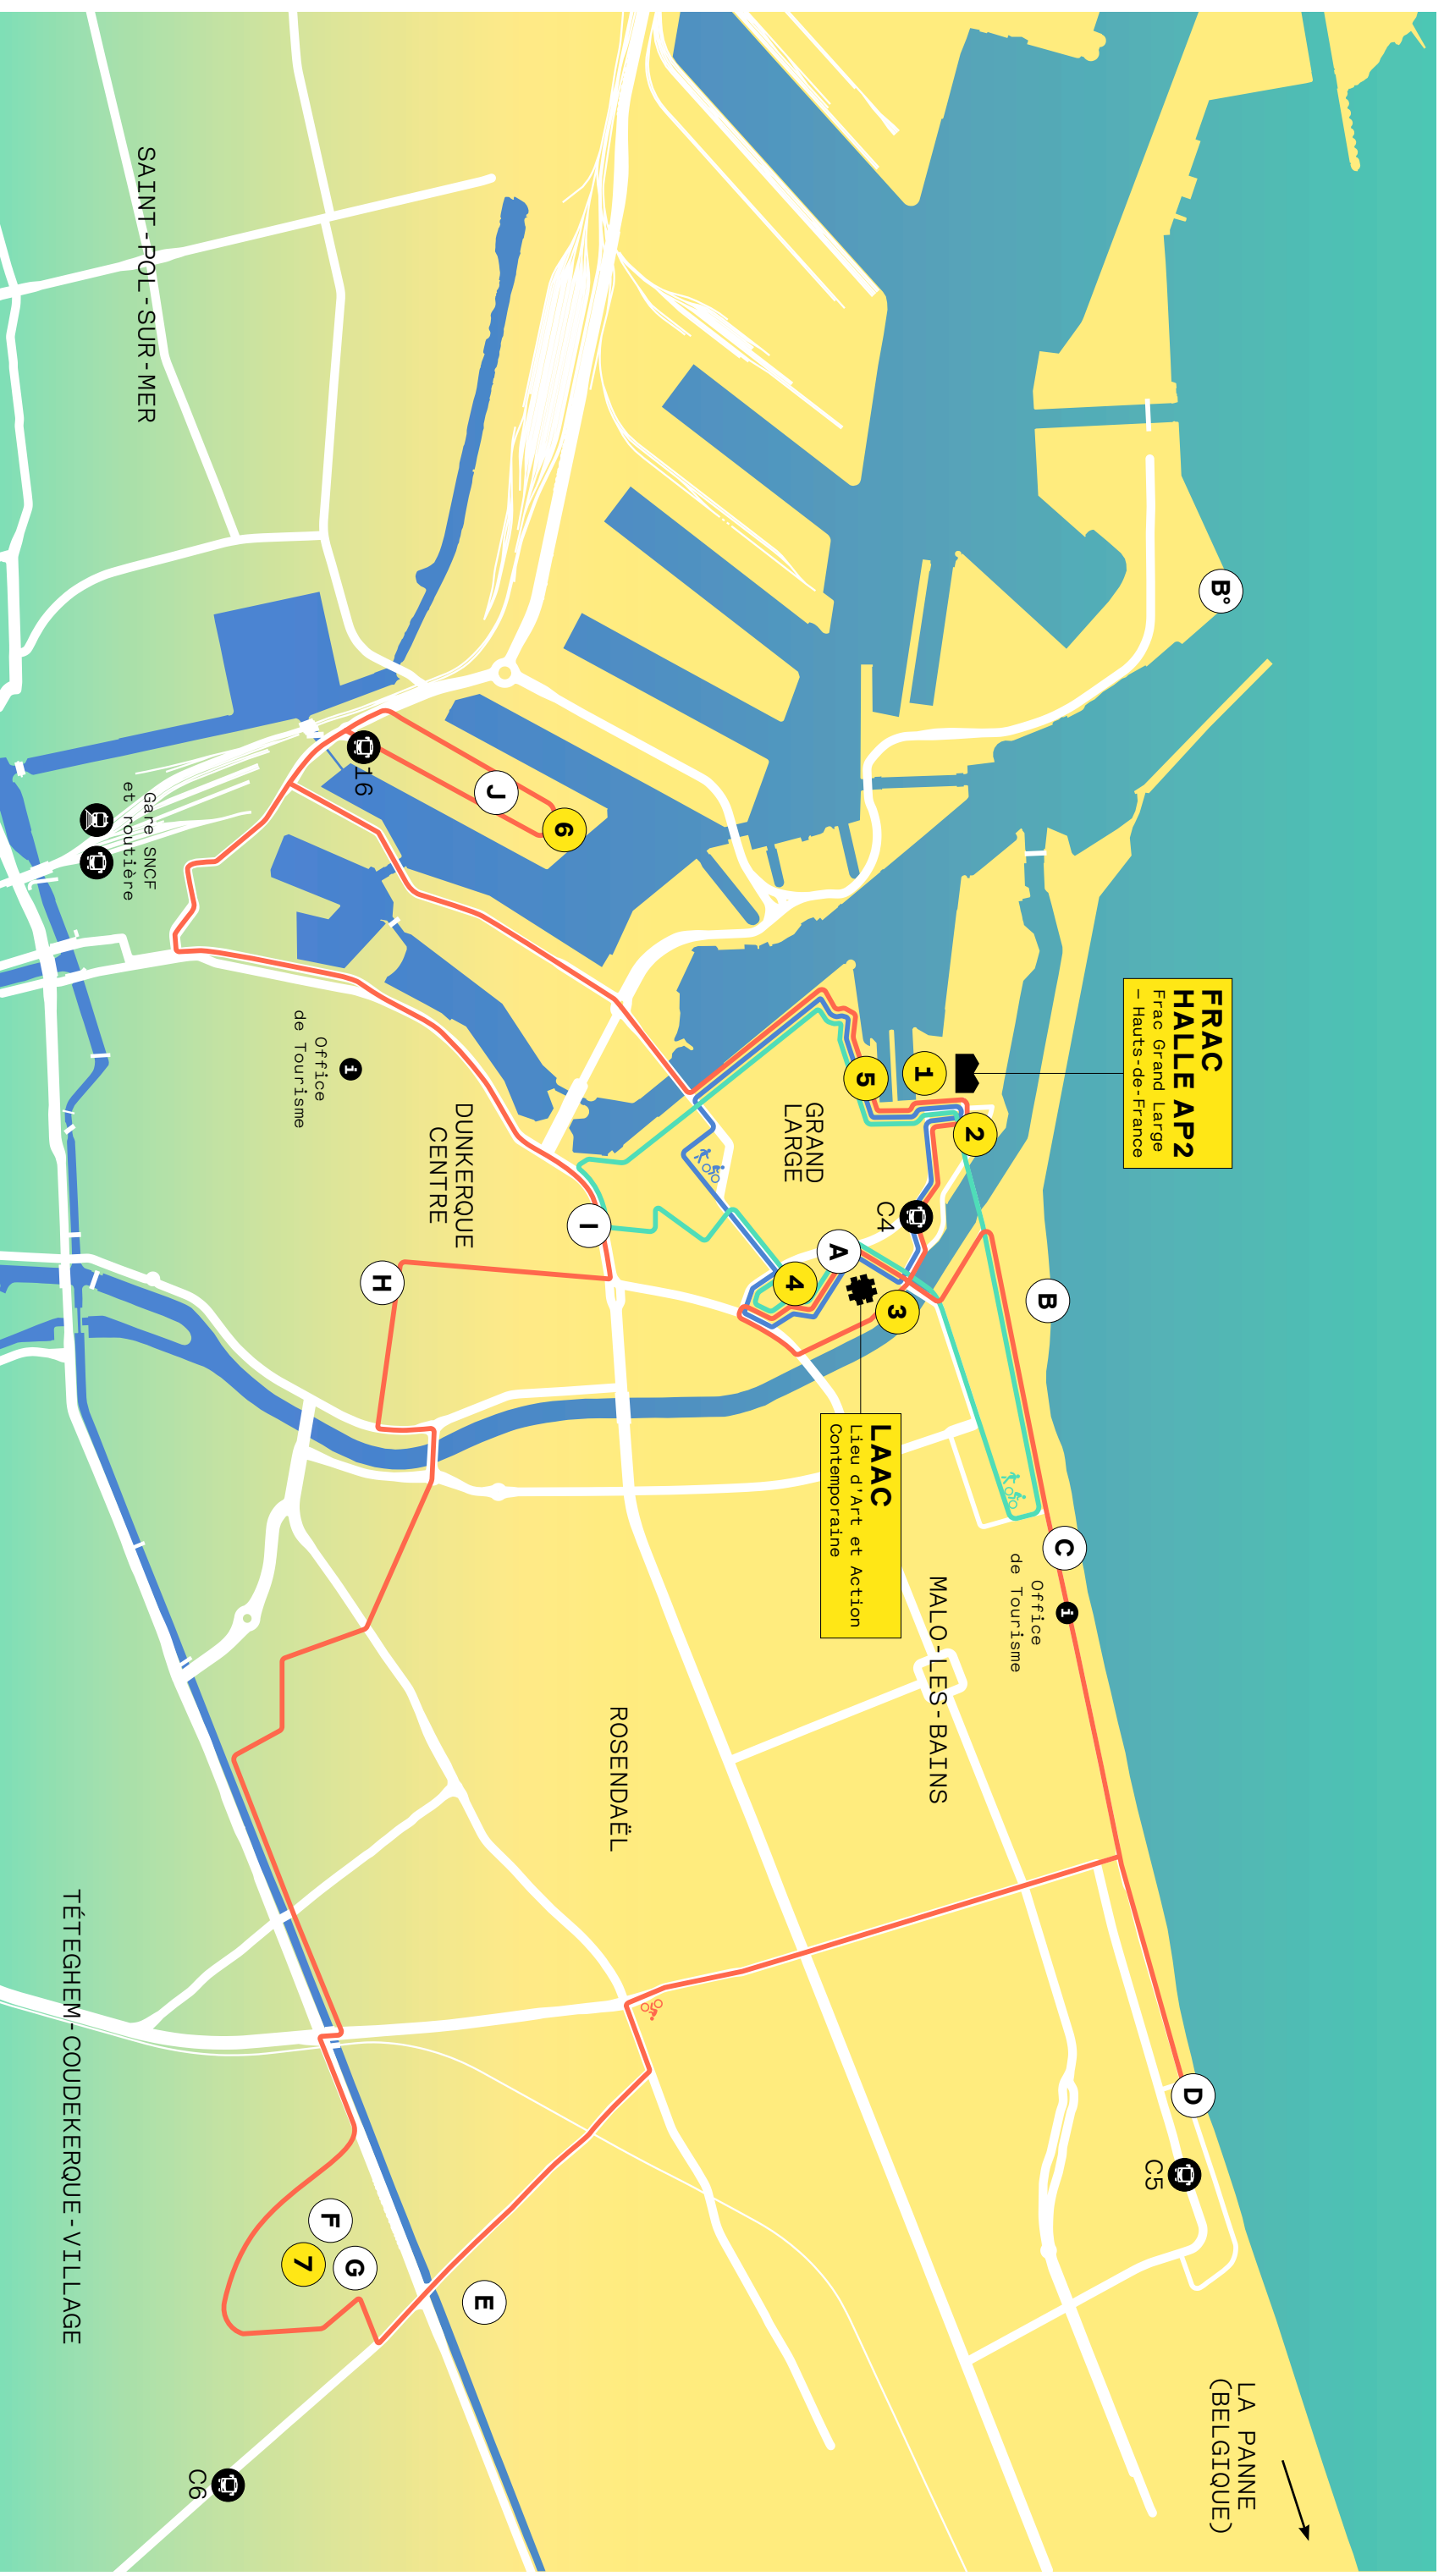 B°
FRAC
HALLE AP2
Frac Grand Large
— Hauts-de-France
LA PANNE
(BELGIQUE)
SAINT-POL-SUR-MER
16
J
6
Gare SNCF
et routière
Office
de Tourisme
DUNKERQUE
CENTRE
GRAND
LARGE
5
1
2
C4
A
4
3
I
H
B
LAAC
Lieu d'Art et Action
Contemporaine
C
Office
de Tourisme
MALO-LES-BAINS
ROSENDAËL
D
C5
F
G
7
E
C6
TÉTEGHEM-COUDEKERQUE-VILLAGE